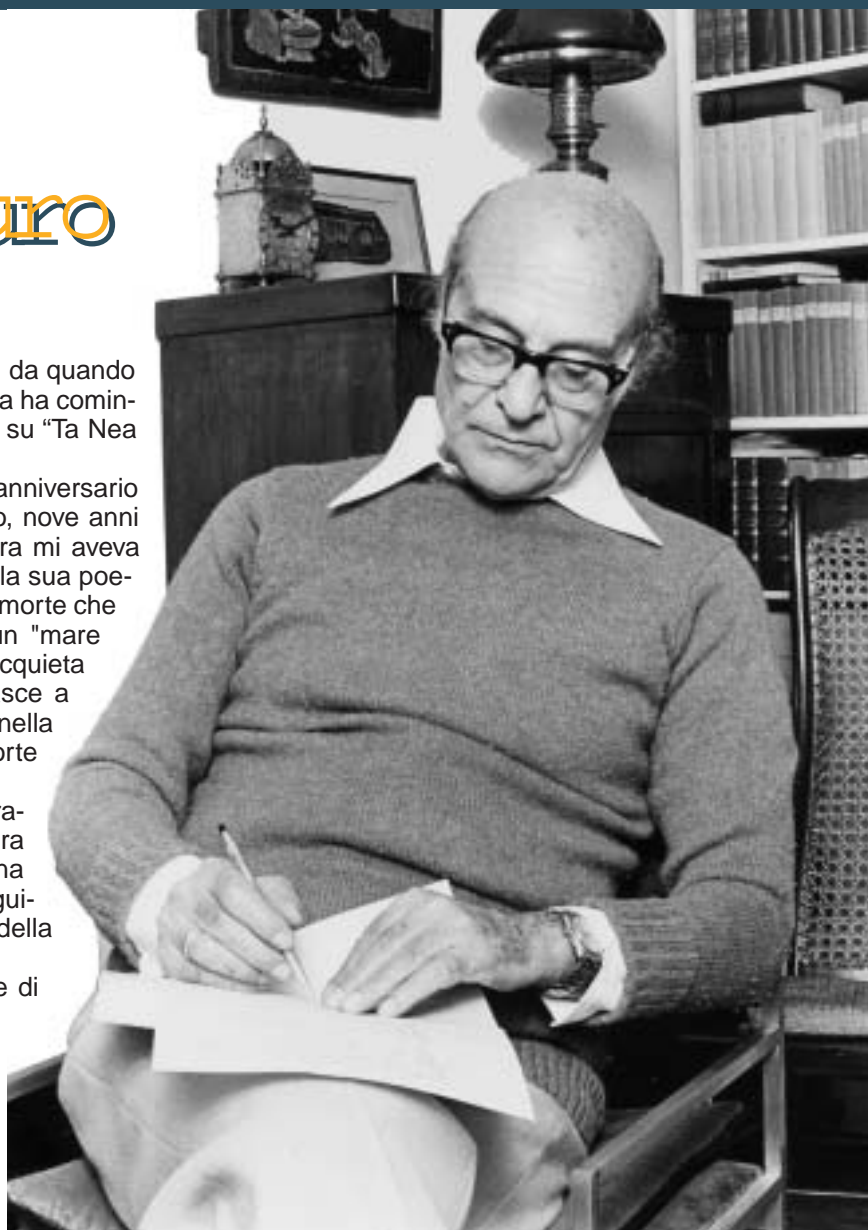 uro
da quando
a ha comin-
su “Ta Nea
anniversario
o, nove anni
ra mi aveva
la sua poe-
morte che
un "mare
cquieta
sce a
nella
orte
ra-
ra
na
gui-
della
e di